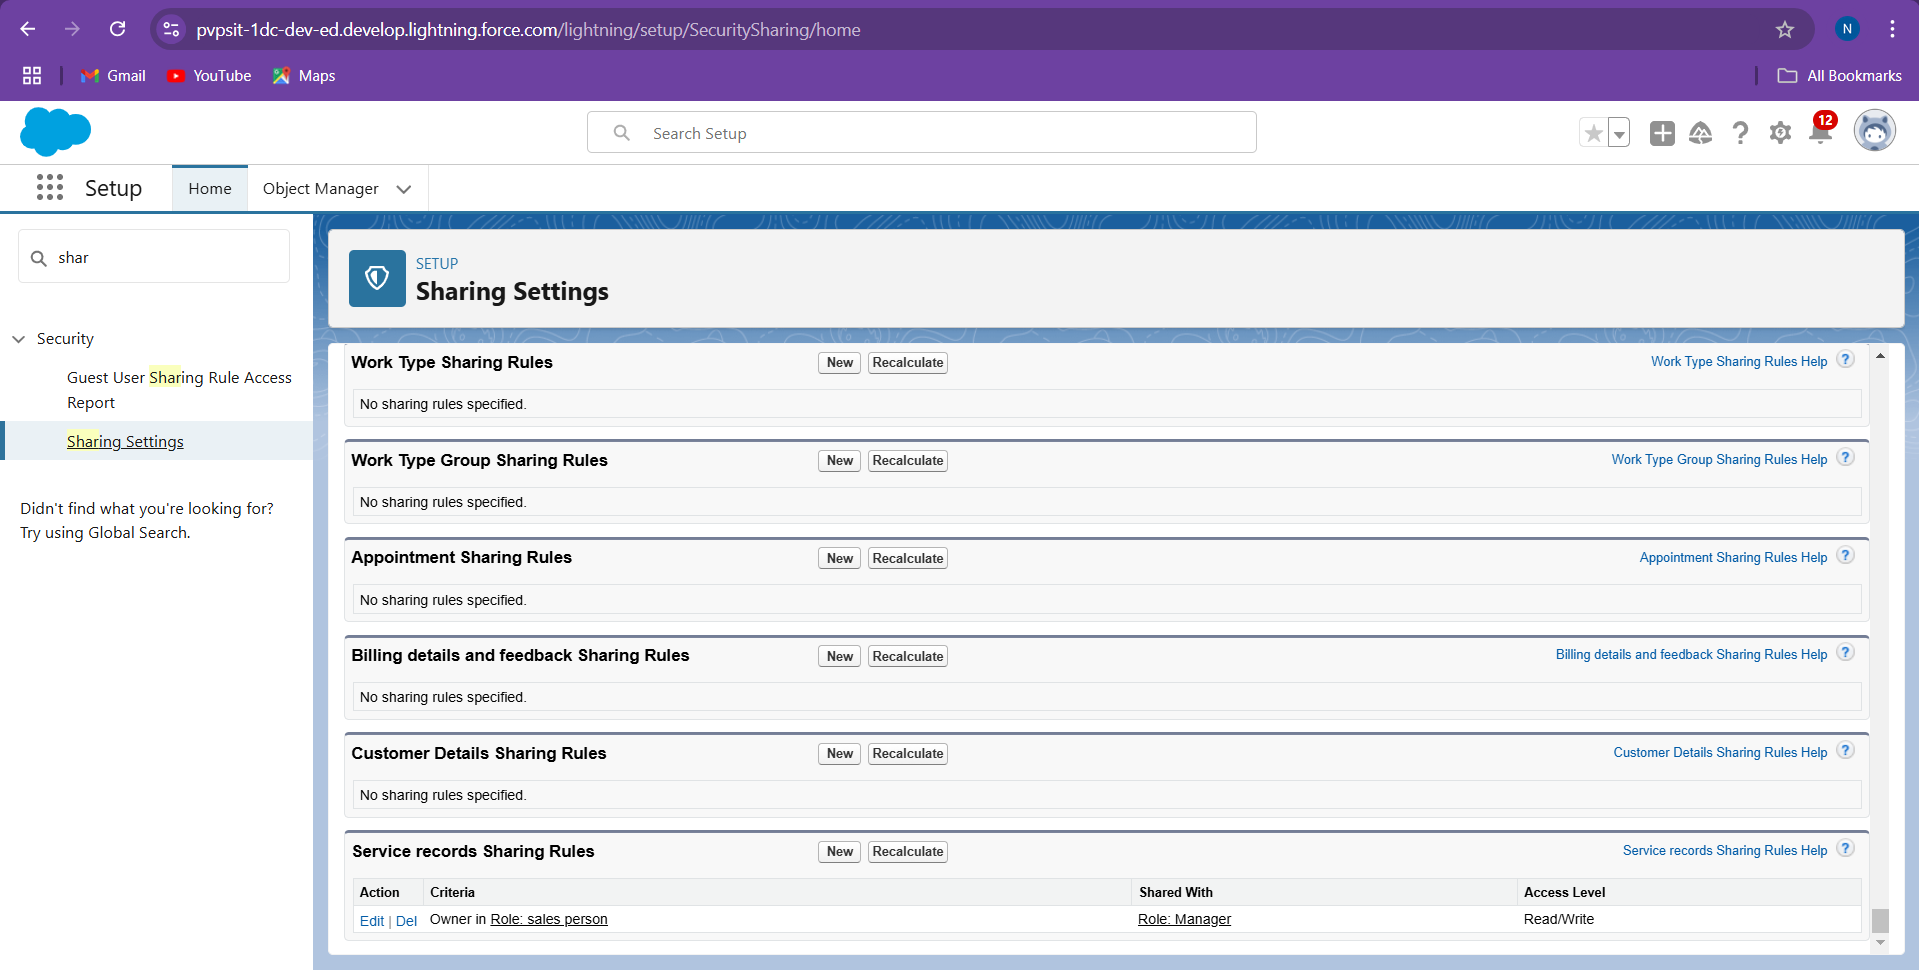 pvpsit-1dc-dev-ed.develop.lightning.force.com/lightning/setup/SecuritySharing/home
N
Gmail
YouTube
Maps
All Bookmarks
Search Setup
12
Setup
Home
Object Manager
shar
Security
Guest User Sharing Rule Access
Report
Sharing Settings
Didn't find what you're looking for?
Try using Global Search.
SETUP
Sharing Settings
Work Type Sharing Rules
New
Recalculate
Work Type Sharing Rules Help ?
No sharing rules specified.
Work Type Group Sharing Rules
New
Recalculate
Work Type Group Sharing Rules Help ?
No sharing rules specified.
Appointment Sharing Rules
New
Recalculate
Appointment Sharing Rules Help ?
No sharing rules specified.
Billing details and feedback Sharing Rules
New
Recalculate
Billing details and feedback Sharing Rules Help ?
No sharing rules specified.
Customer Details Sharing Rules
New
Recalculate
Customer Details Sharing Rules Help ?
No sharing rules specified.
Service records Sharing Rules
New
Recalculate
Service records Sharing Rules Help ?
Action Criteria Shared With Access Level
Edit | Del Owner in Role: sales person Role: Manager Read/Write